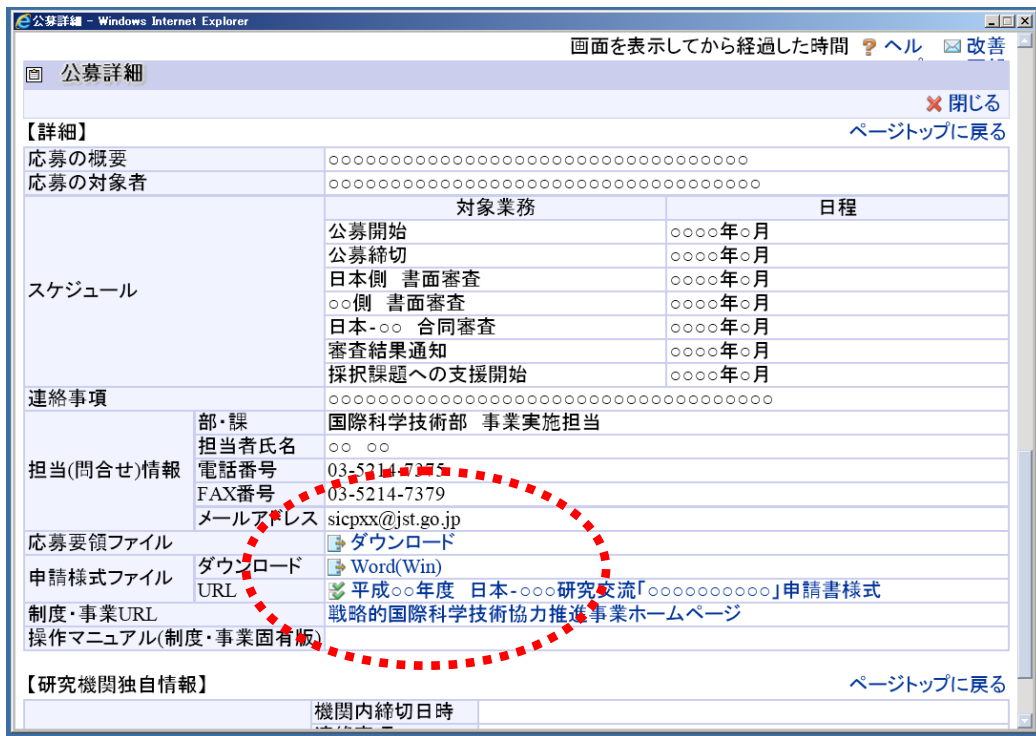 公募詳細 - Windows Internet Explorer
画面を表示してから経過した時間 ヘル 改善
公募詳細
閉じる
【詳細】 ページトップに戻る
応募の概要 ○○○○○○○○○○○○○○○○○○○○○○○○○○○○○○○○○○
応募の対象者 ○○○○○○○○○○○○○○○○○○○○○○○○○○○○○○○○○○○
対象業務 日程
公募開始 ○○○○年○月
公募締切 ○○○○年○月
日本側 書面審査 ○○○○年○月
スケジュール ○○側 書面審査 ○○○○年○月
日本-○○ 合同審査 ○○○○年○月
審査結果通知 ○○○○年○月
採択課題への支援開始 ○○○○年○月
連絡事項 ○○○○○○○○○○○○○○○○○○○○○○○○○○○○○○○○○○○○
部・課 国際科学技術部 事業実施担当
担当者氏名 ○○ ○○
担当(問合せ)情報 電話番号 03-5214-7375
FAX番号 03-5214-7379
メールアドレス sicpxx@jst.go.jp
応募要領ファイル ダウンロード
申請様式ファイル ダウンロード Word(Win)
URL 平成○○年度 日本-○○○研究交流「○○○○○○○○○○」申請書様式
制度・事業URL 戦略的国際科学技術協力推進事業ホームページ
操作マニュアル(制度・事業固有版)
【研究機関独自情報】 ページトップに戻る
機関内締切日時